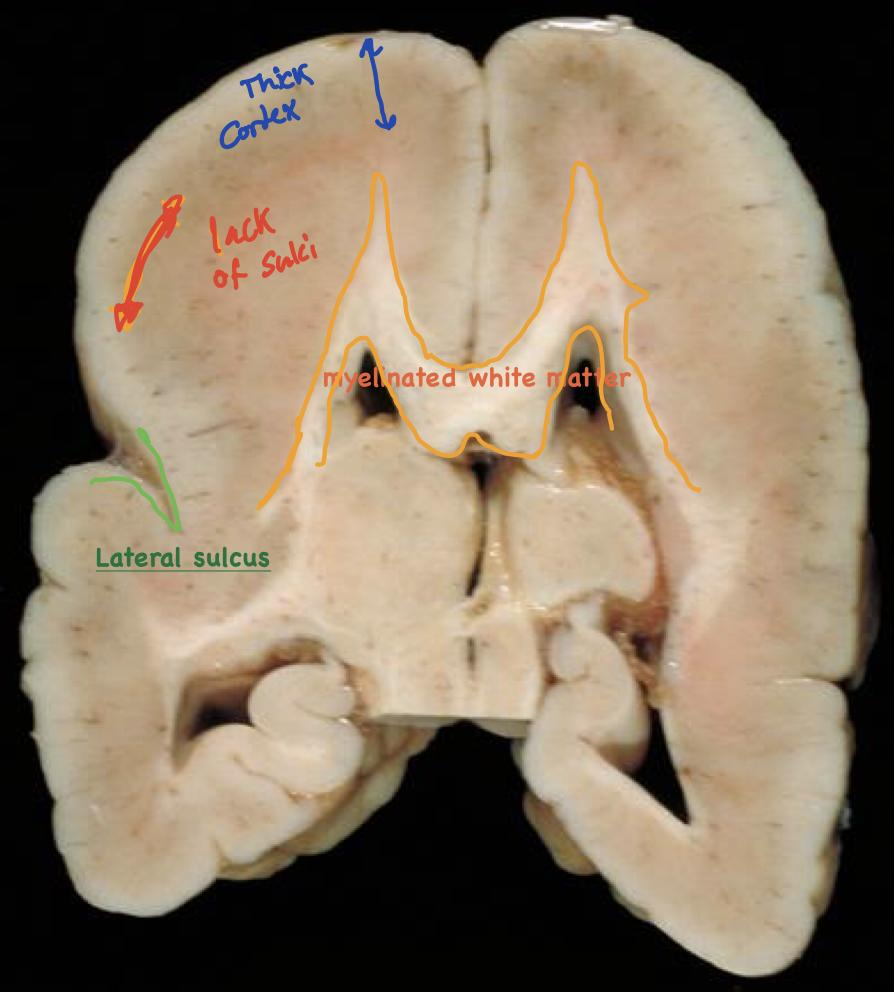 Thick
Cortex
lack
of Sulci
myelinated white matter
Lateral sulcus